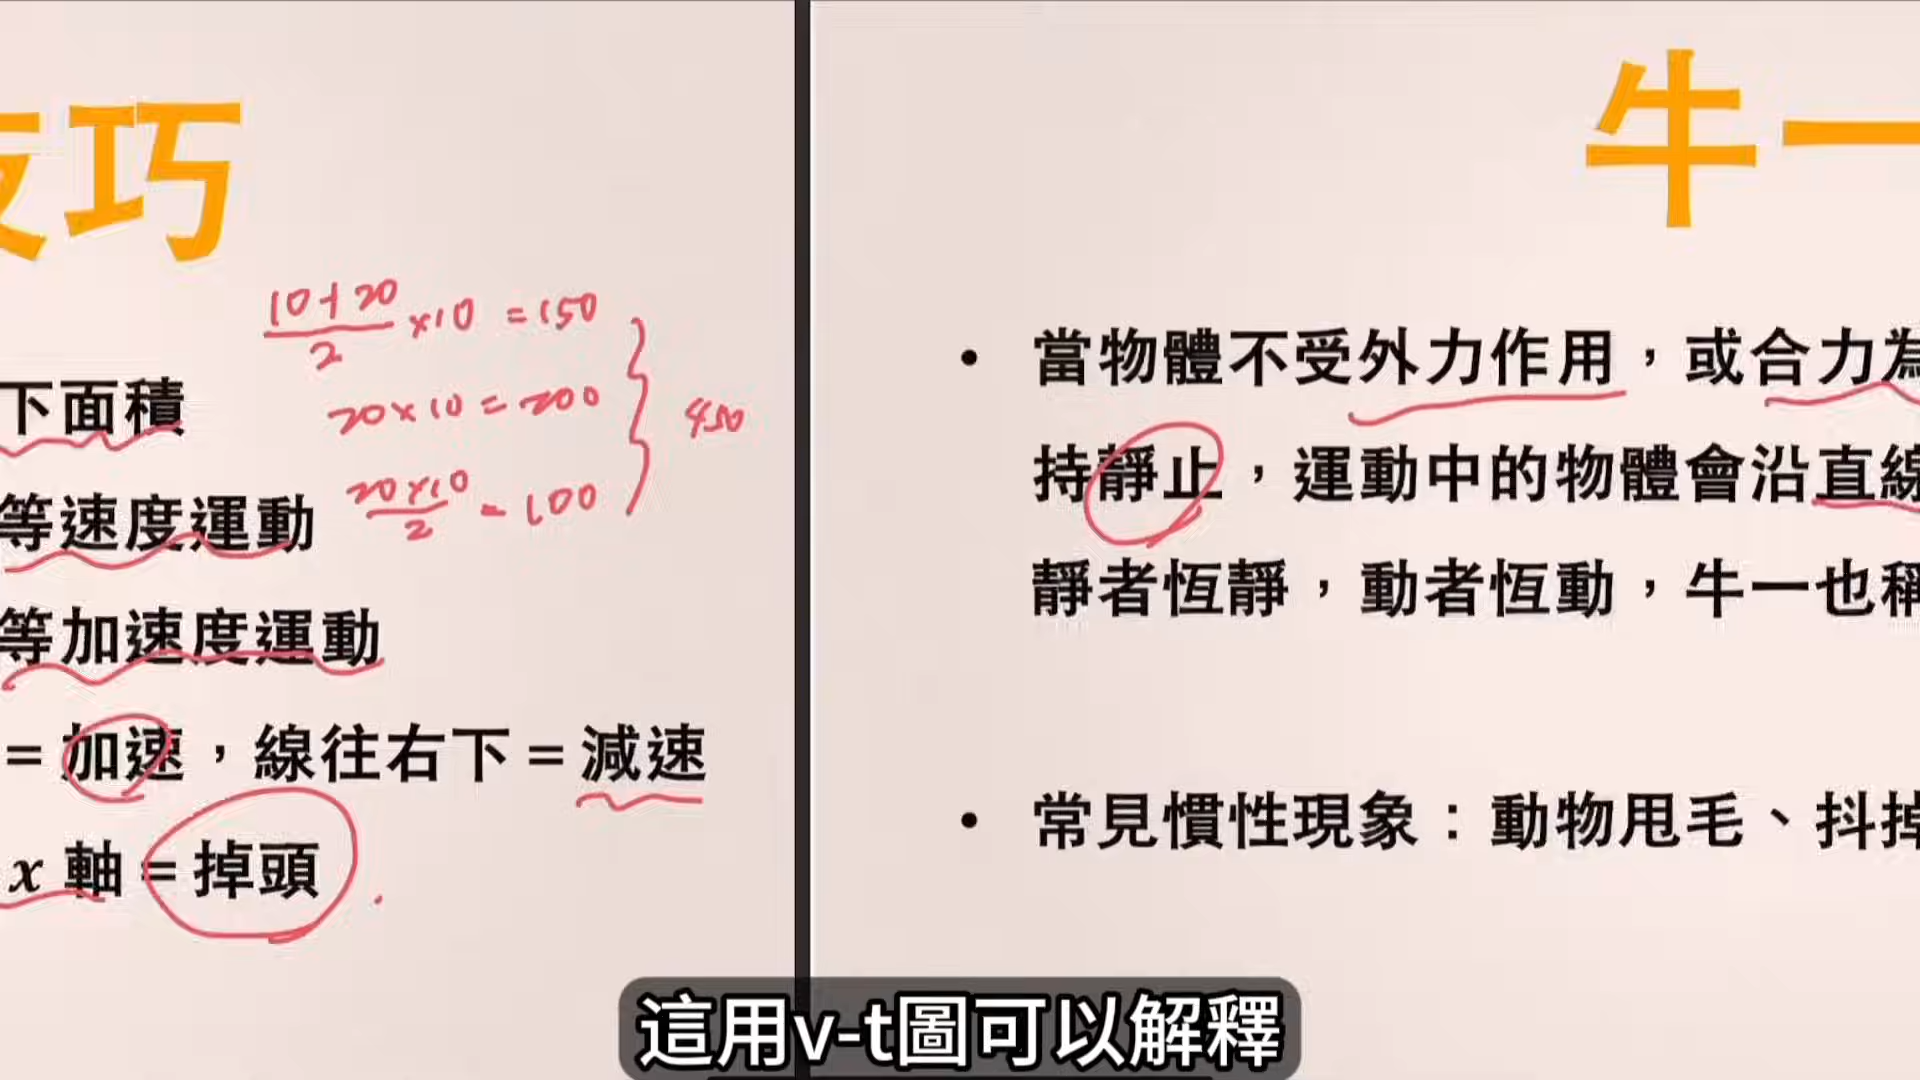 技巧
10+20/2 ×10 =150
20×10=200
20×10/2 =100
450
下面積
等速度運動
等加速度運動
=加速，線往右下=減速
x軸=掉頭
牛一
• 當物體不受外力作用，或合力為
持靜止，運動中的物體會沿直線
靜者恆靜，動者恆動，牛一也稱
• 常見慣性現象：動物甩毛、抖掉
這用v-t圖可以解釋